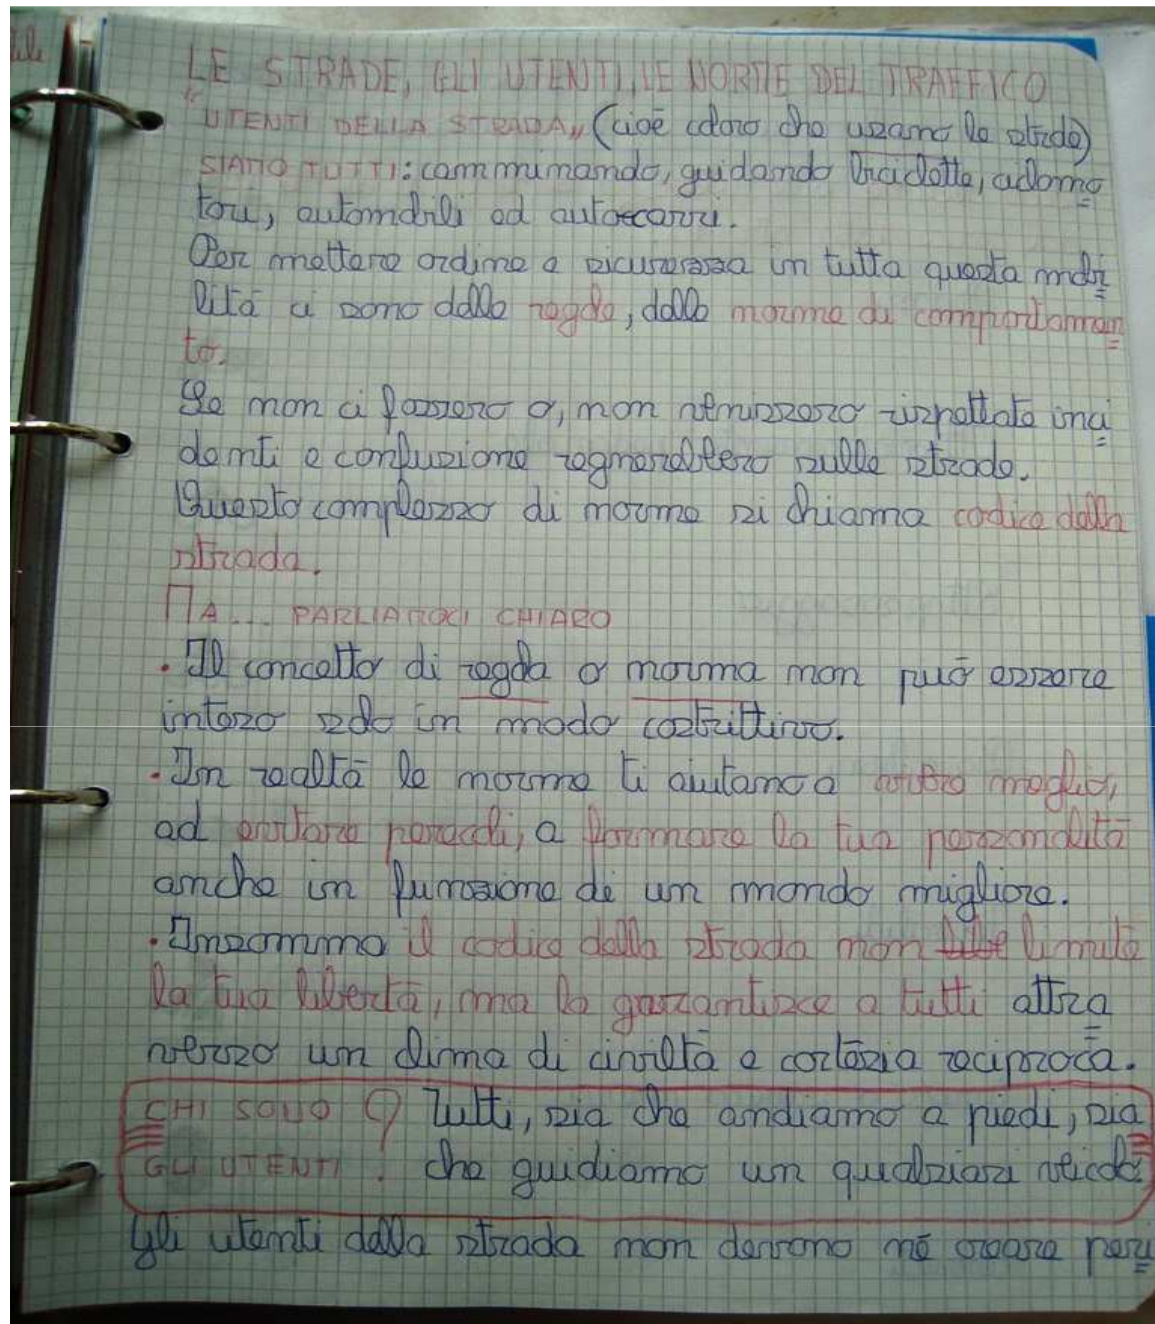 LE STRADE, GLI UTENTI, LE NORME DEL TRAFFICO
"UTENTI DELLA STRADA" (cioè coloro che usano le strade)
SIAMO TUTTI: camminando, guidando biciclette, ciclomo
tori, automobili ed autocarri.
Per mettere ordine e sicurezza in tutta questa mobi
lità ci sono delle regole, delle norme di comportamen
to.
Se non ci fossero o, non venissero rispettate inci
denti e confusione regnerebbero sulle strade.
Questo complesso di norme si chiama codice della
strada.
MA... PARLIAMOCI CHIARO
. Il concetto di regola o norma non può essere
inteso solo in modo costrittivo.
. In realtà le norme ti aiutano a vivere meglio,
ad evitare pericoli, a formare la tua personalità
anche in funzione di un mondo migliore.
. Insomma il codice della strada non limita
la tua libertà, ma la garantisce a tutti attra
verso un clima di civiltà e cortesia reciproca.
CHI SONO ? Tutti, sia che andiamo a piedi, sia
GLI UTENTI che guidiamo un qualsiasi veicolo
Gli utenti della strada non devono né creare peri